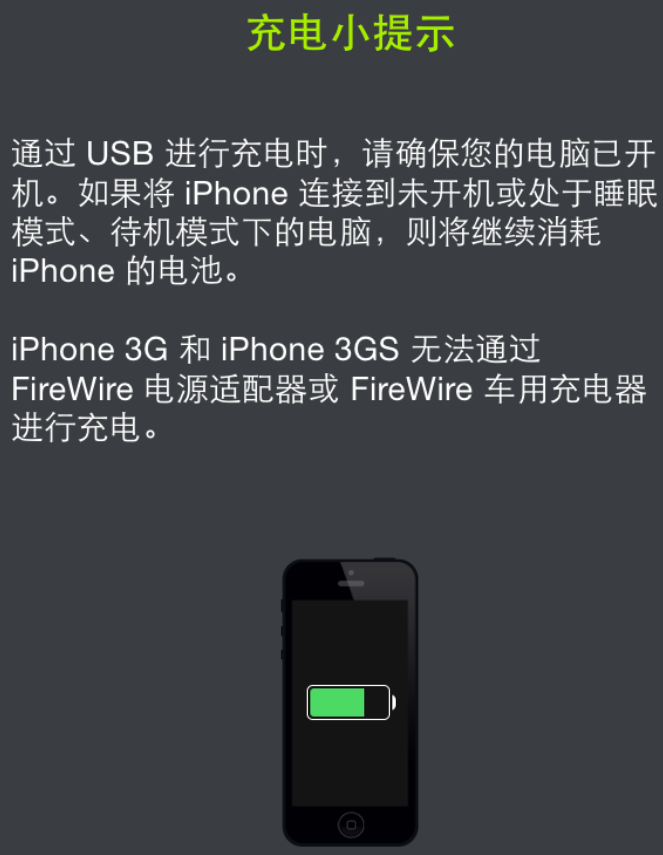 充电小提示
通过 USB 进行充电时，请确保您的电脑已开
机。如果将 iPhone 连接到未开机或处于睡眠
模式、待机模式下的电脑，则将继续消耗
iPhone 的电池。
iPhone 3G 和 iPhone 3GS 无法通过
FireWire 电源适配器或 FireWire 车用充电器
进行充电。